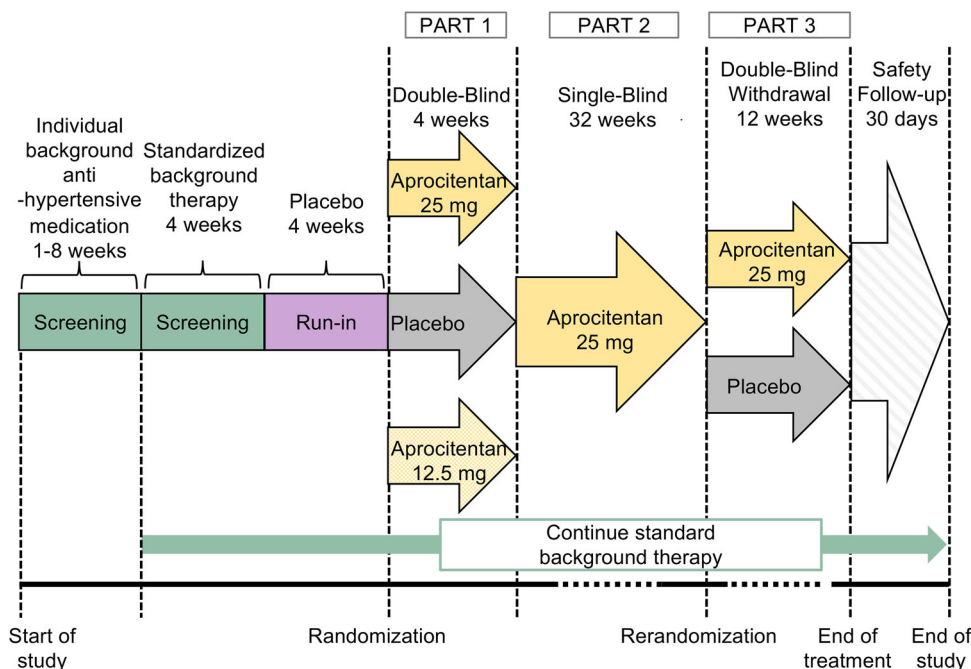 PART 1
PART 2
PART 3
Double-Blind
4 weeks
Single-Blind
32 weeks
Double-Blind
Withdrawal
12 weeks
Safety
Follow-up
30 days
Individual
background
anti
-hypertensive
medication
1-8 weeks
Standardized
background
therapy
4 weeks
Placebo
4 weeks
Screening
Screening
Run-in
Aprocitentan
25 mg
Placebo
Aprocitentan
12.5 mg
Aprocitentan
25 mg
Aprocitentan
25 mg
Placebo
Continue standard
background therapy
Start of
study
Randomization
Rerandomization
End of
treatment
End of
study